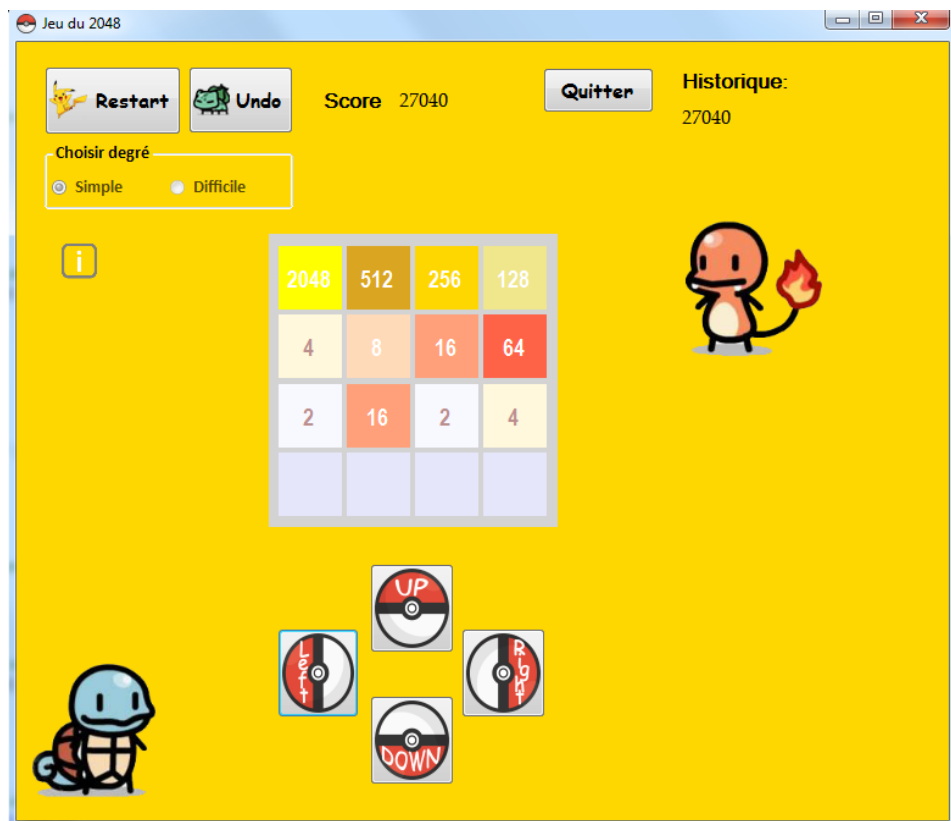 Jeu du 2048
Restart
Undo
Score 27040
Quitter
Historique:
27040
Choisir degré
Simple
Difficile
i
2048 512 256 128
4 8 16 64
2 16 2 4
UP
Left
Right
DOWN